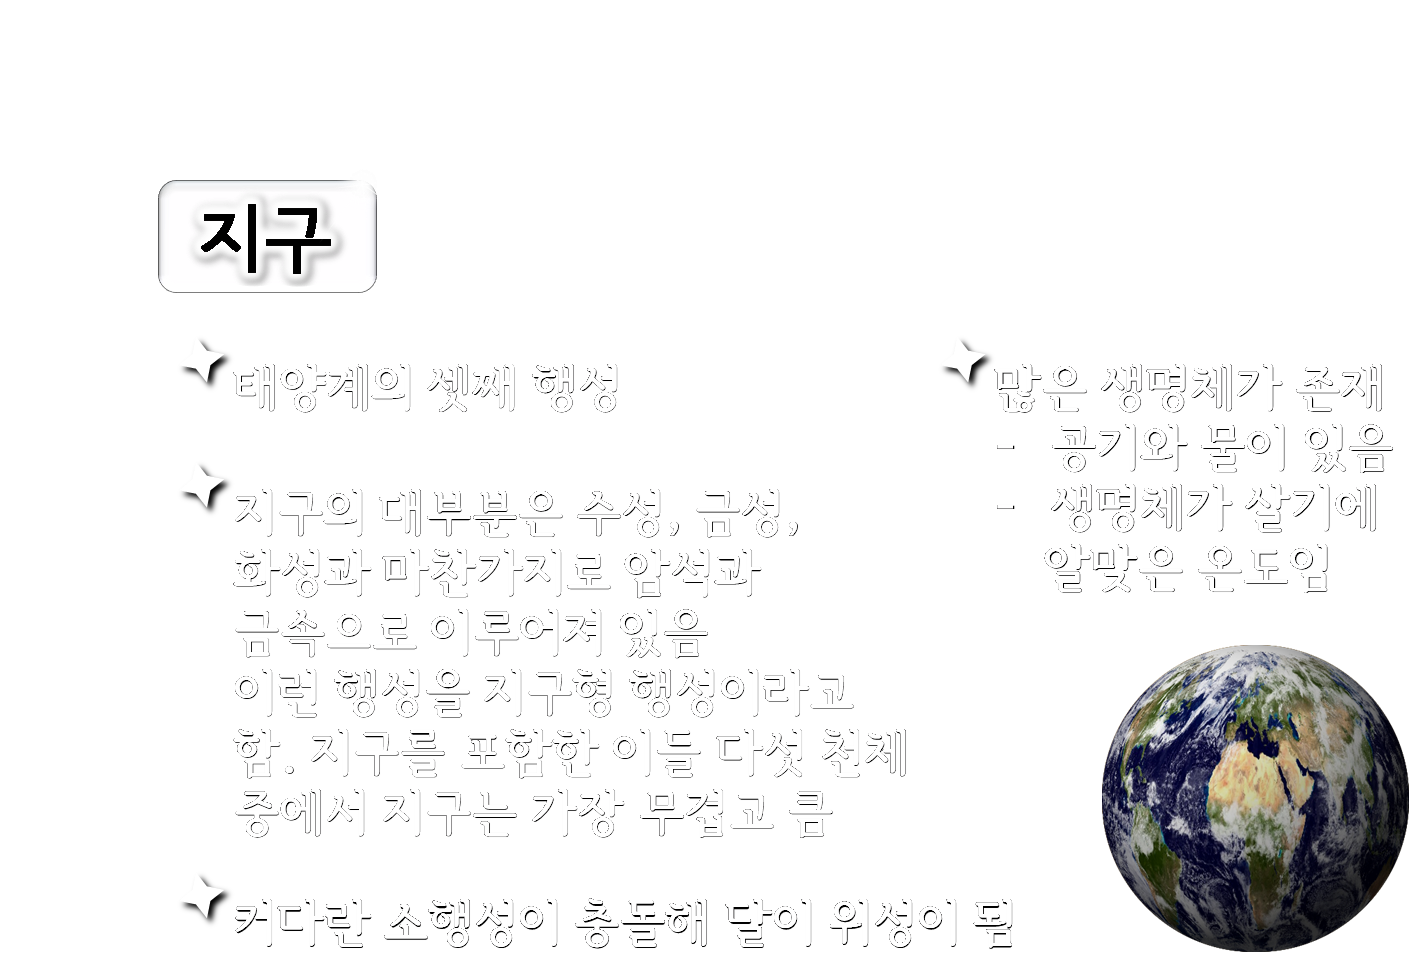 지구
태양계의 셋째 행성
지구의 대부분은 수성, 금성,
화성과 마찬가지로 암석과
금속으로 이루어져 있음
이런 행성을 지구형 행성이라고
함. 지구를 포함한 이들 다섯 천체
중에서 지구는 가장 무겁고 큼
커다란 소행성이 충돌해 달이 위성이 됨
많은 생명체가 존재
- 공기와 물이 있음
- 생명체가 살기에
알맞은 온도임